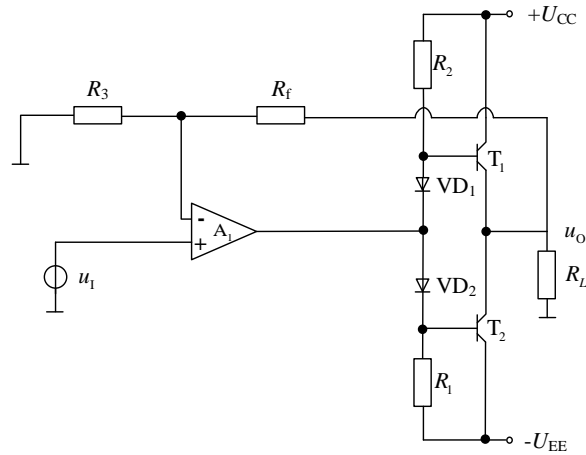 +U_CC
R_2
R_3
R_f
T_1
VD_1
-
A_1
+
u_O
u_I
VD_2
R_L
T_2
R_1
-U_EE